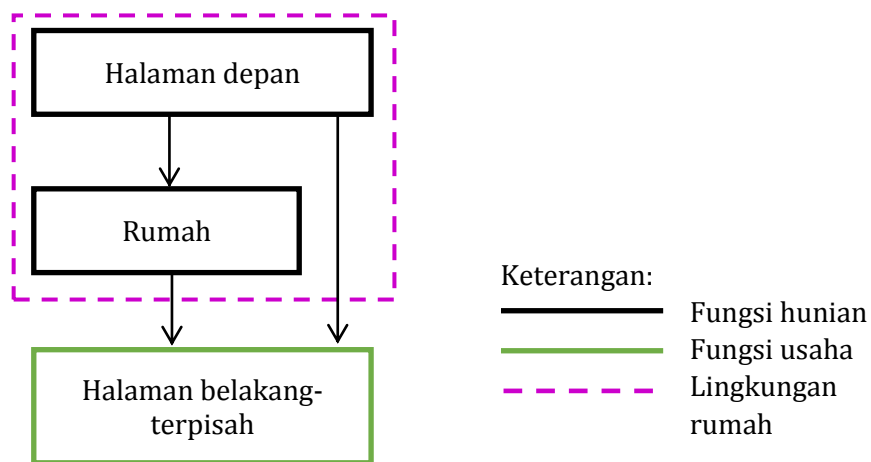 Halaman depan
Rumah
Halaman belakang-
terpisah
Keterangan:
Fungsi hunian
Fungsi usaha
Lingkungan
rumah